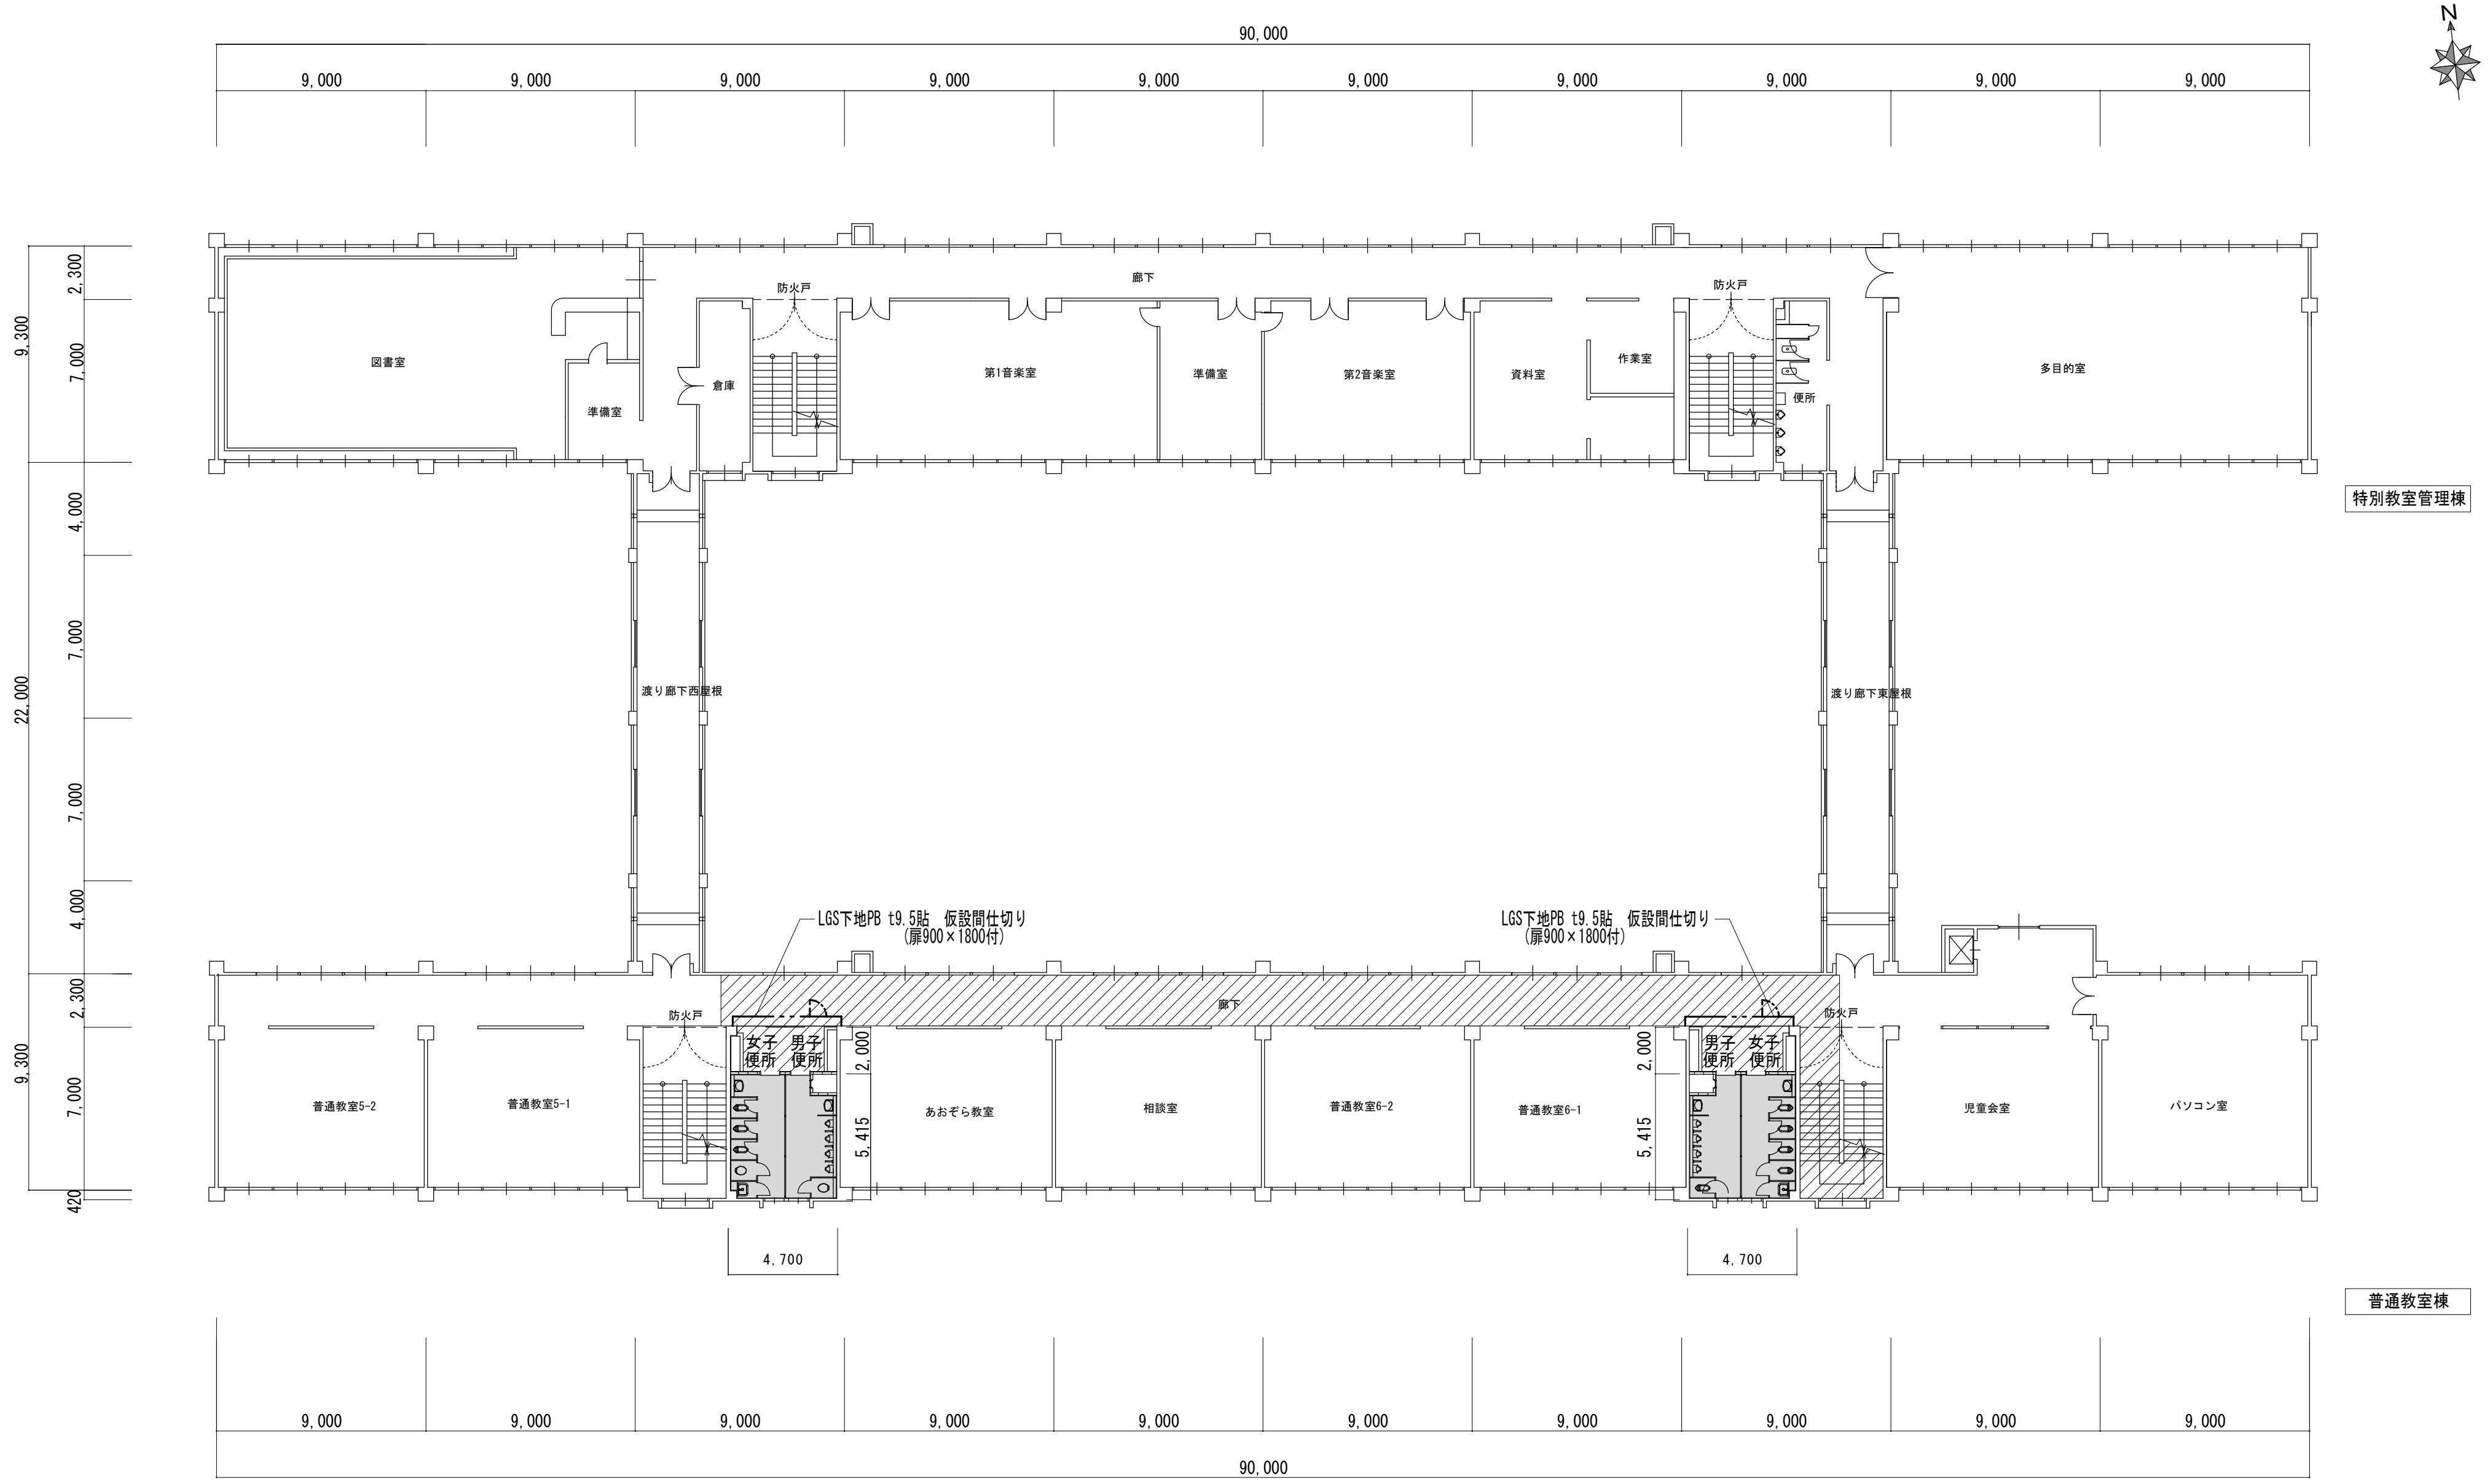 N
90,000
9,000 9,000 9,000 9,000 9,000 9,000 9,000 9,000 9,000 9,000
2,300
9,300
7,000
4,000
7,000
22,000
7,000
4,000
2,300
9,300
7,000
420
廊下
防火戸
防火戸
図書室
準備室
倉庫
第1音楽室
準備室
第2音楽室
資料室
作業室
便所
多目的室
特別教室管理棟
渡り廊下西屋根
渡り廊下東屋根
LGS下地PB t9.5貼 仮設間仕切り
(扉900×1800付)
LGS下地PB t9.5貼 仮設間仕切り
(扉900×1800付)
廊下
防火戸
防火戸
女子
便所
男子
便所
2,000
5,415
男子
便所
女子
便所
2,000
5,415
普通教室5-2
普通教室5-1
あおぞら教室
相談室
普通教室6-2
普通教室6-1
児童会室
パソコン室
4,700
4,700
普通教室棟
9,000 9,000 9,000 9,000 9,000 9,000 9,000 9,000 9,000 9,000
90,000